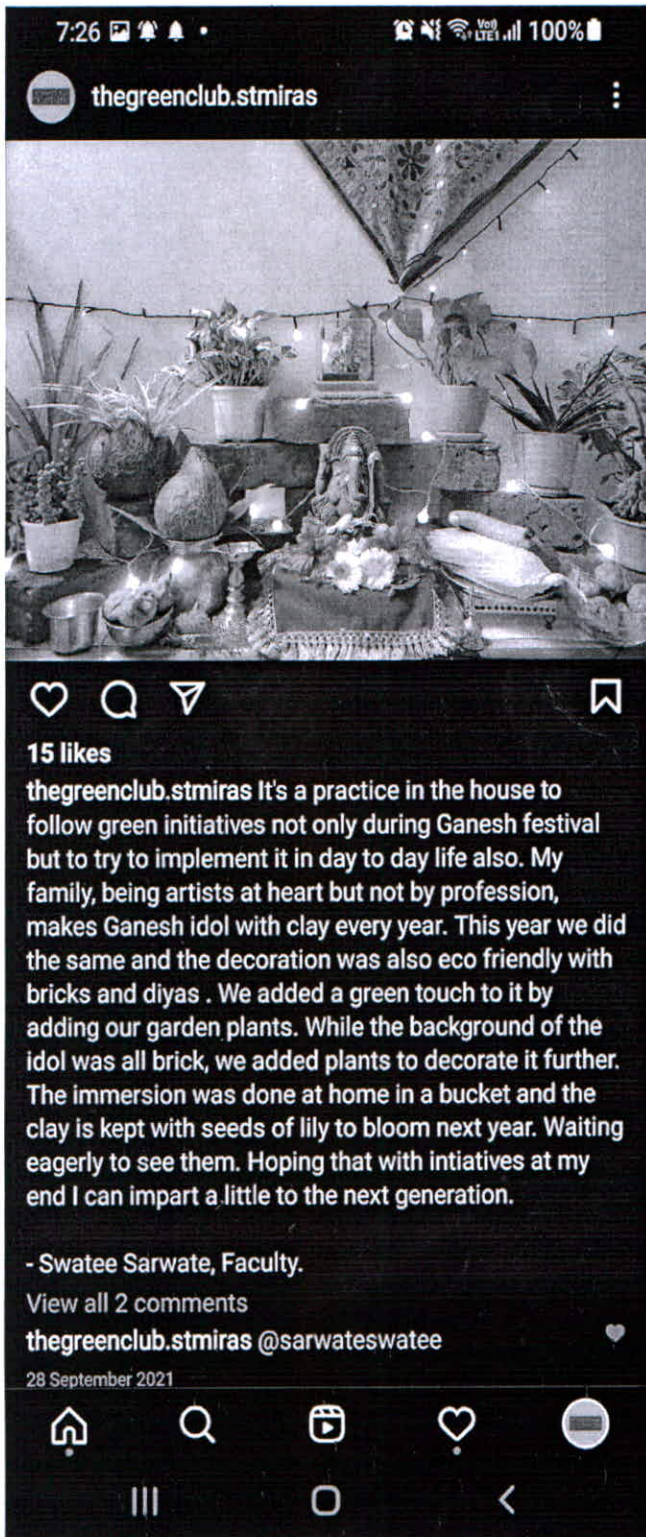 7:26
Vo)) LTE1 100%
thegreenclub.stmiras
15 likes
thegreenclub.stmiras It's a practice in the house to
follow green initiatives not only during Ganesh festival
but to try to implement it in day to day life also. My
family, being artists at heart but not by profession,
makes Ganesh idol with clay every year. This year we did
the same and the decoration was also eco friendly with
bricks and diyas . We added a green touch to it by
adding our garden plants. While the background of the
idol was all brick, we added plants to decorate it further.
The immersion was done at home in a bucket and the
clay is kept with seeds of lily to bloom next year. Waiting
eagerly to see them. Hoping that with intiatives at my
end I can impart a little to the next generation.
- Swatee Sarwate, Faculty.
View all 2 comments
thegreenclub.stmiras @sarwateswatee
28 September 2021